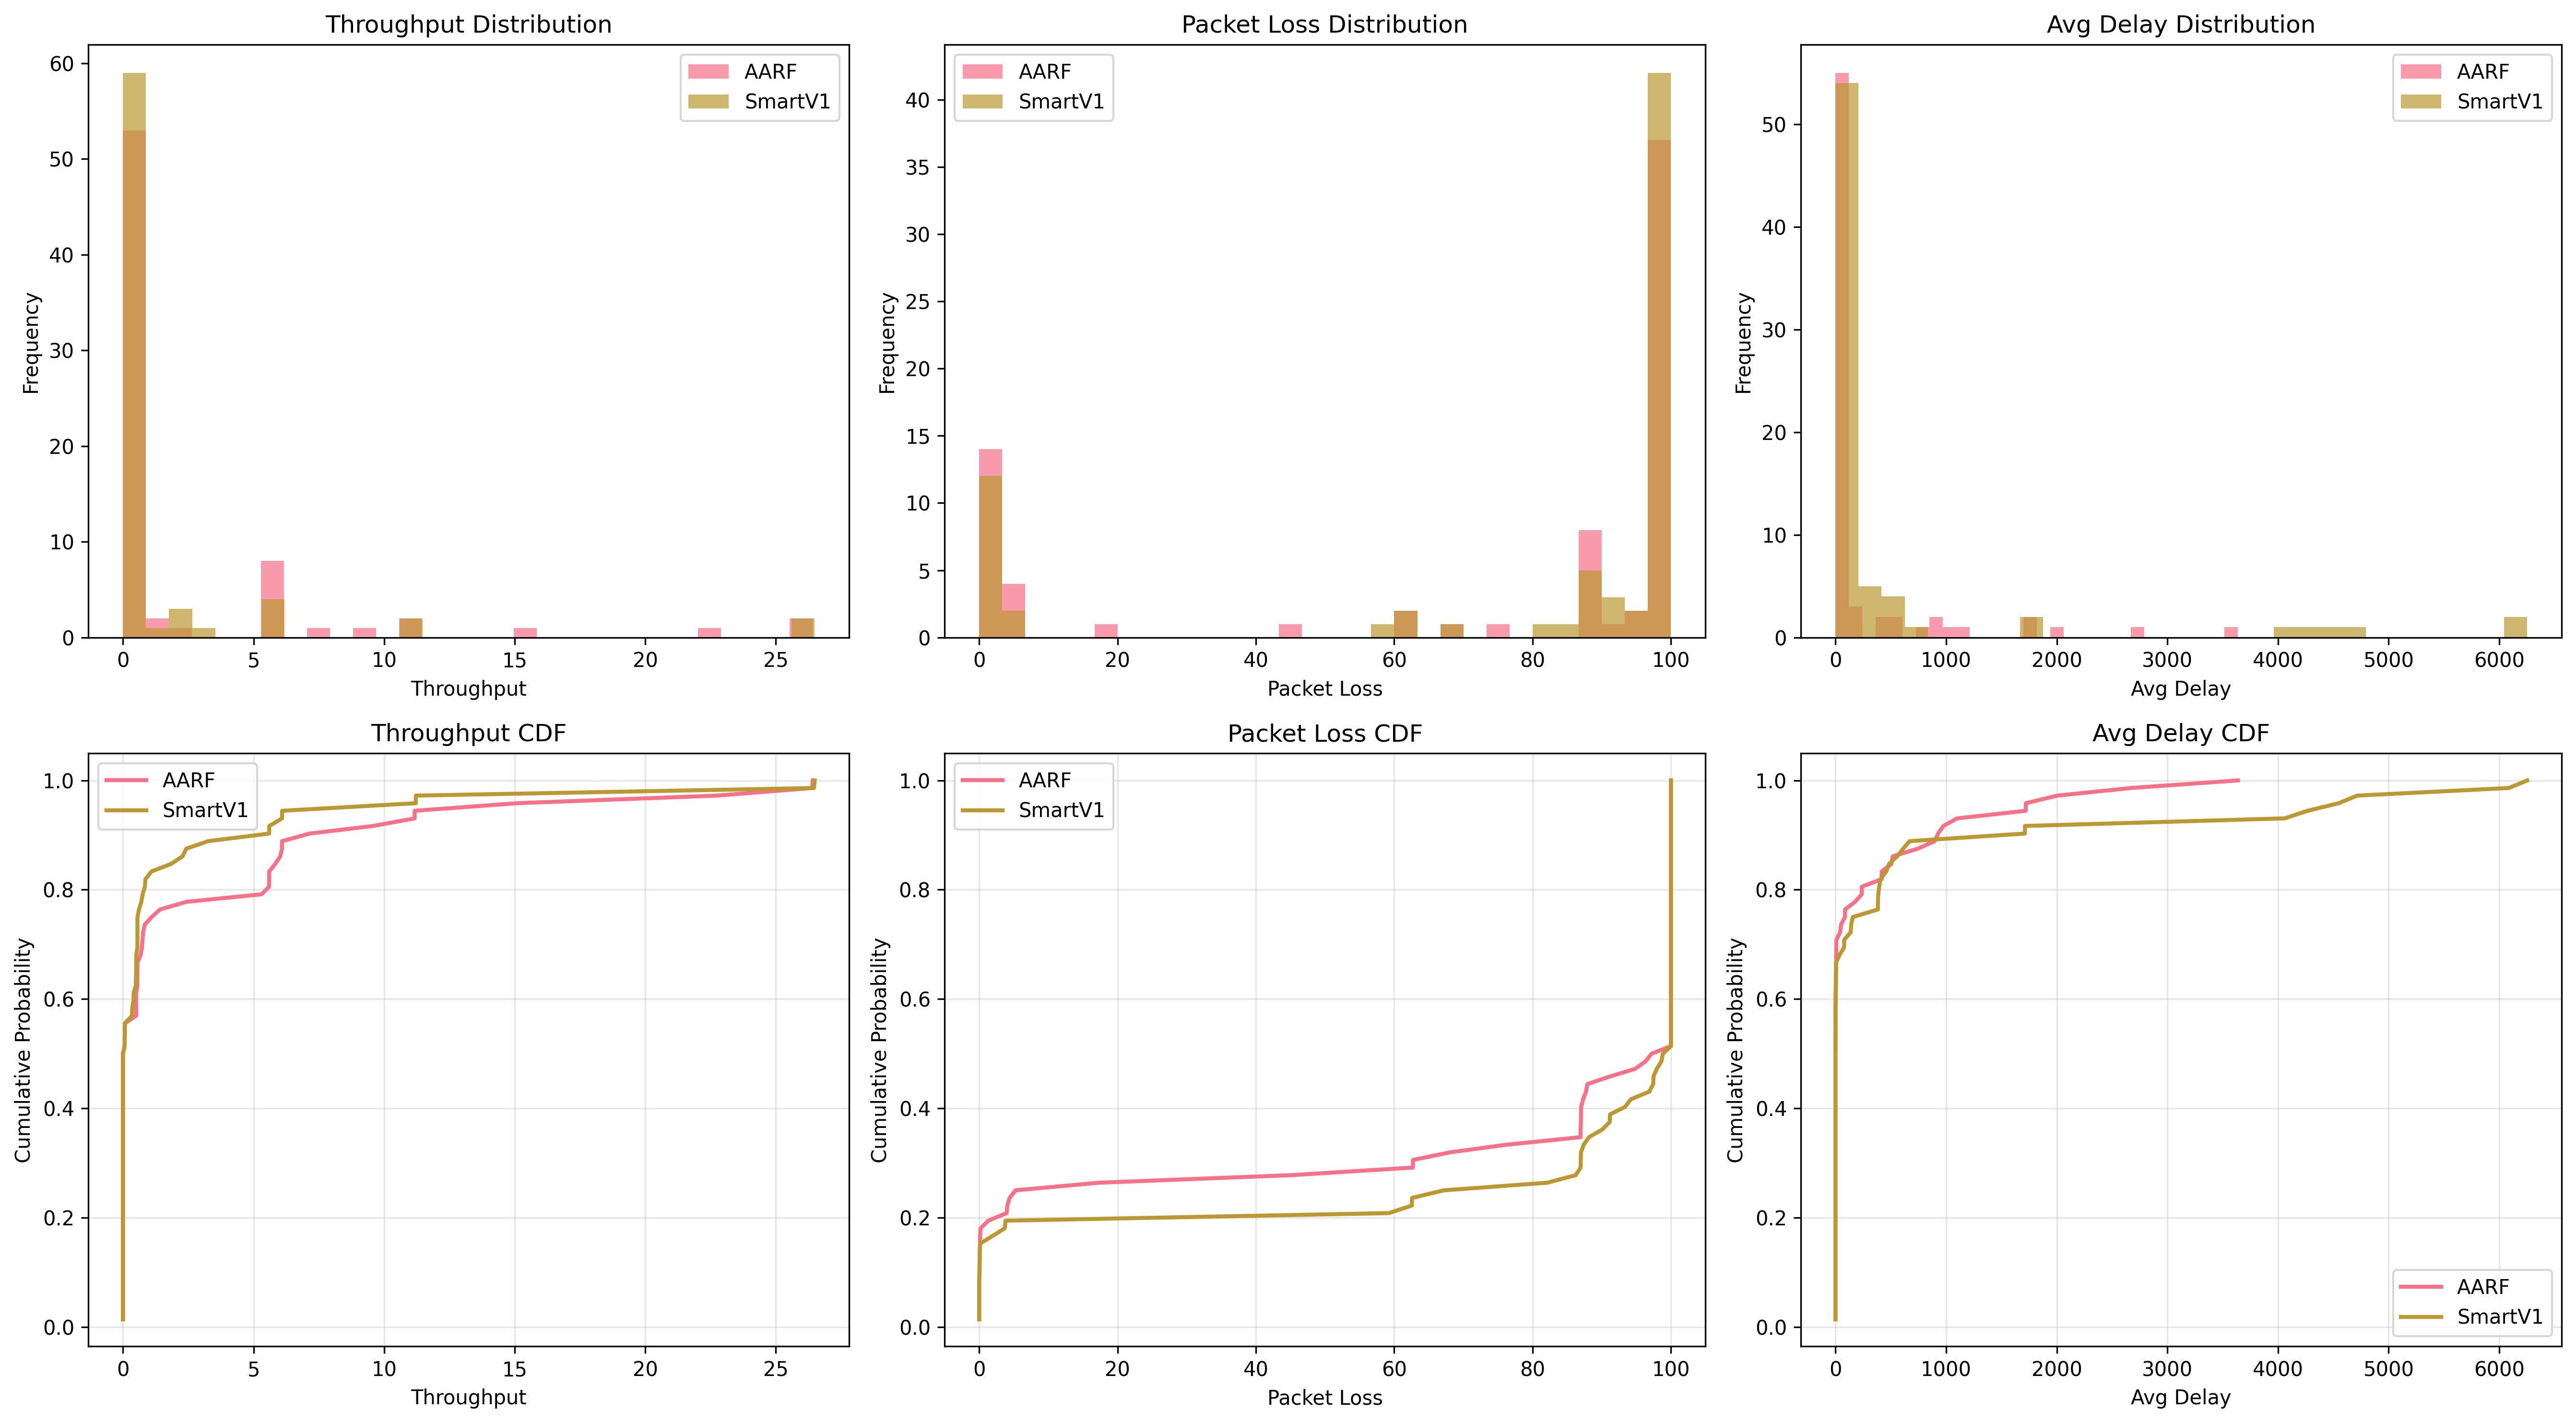 Throughput Distribution
60
50
40
30
20
10
0
Frequency
0 5 10 15 20 25
Throughput
AARF
SmartV1
Packet Loss Distribution
40
35
30
25
20
15
10
5
0
Frequency
0 20 40 60 80 100
Packet Loss
AARF
SmartV1
Avg Delay Distribution
50
40
30
20
10
0
Frequency
0 1000 2000 3000 4000 5000 6000
Avg Delay
AARF
SmartV1
Throughput CDF
1.0
0.8
0.6
0.4
0.2
0.0
Cumulative Probability
0 5 10 15 20 25
Throughput
AARF
SmartV1
Packet Loss CDF
1.0
0.8
0.6
0.4
0.2
0.0
Cumulative Probability
0 20 40 60 80 100
Packet Loss
AARF
SmartV1
Avg Delay CDF
1.0
0.8
0.6
0.4
0.2
0.0
Cumulative Probability
0 1000 2000 3000 4000 5000 6000
Avg Delay
AARF
SmartV1